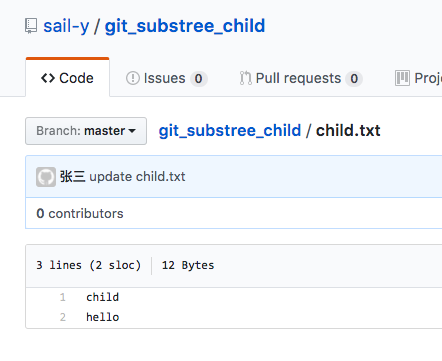 sail-y / git_substree_child
Code Issues 0 Pull requests 0 Proj
Branch: master git_substree_child / child.txt
张三 update child.txt
0 contributors
3 lines (2 sloc) 12 Bytes
1 child
2 hello